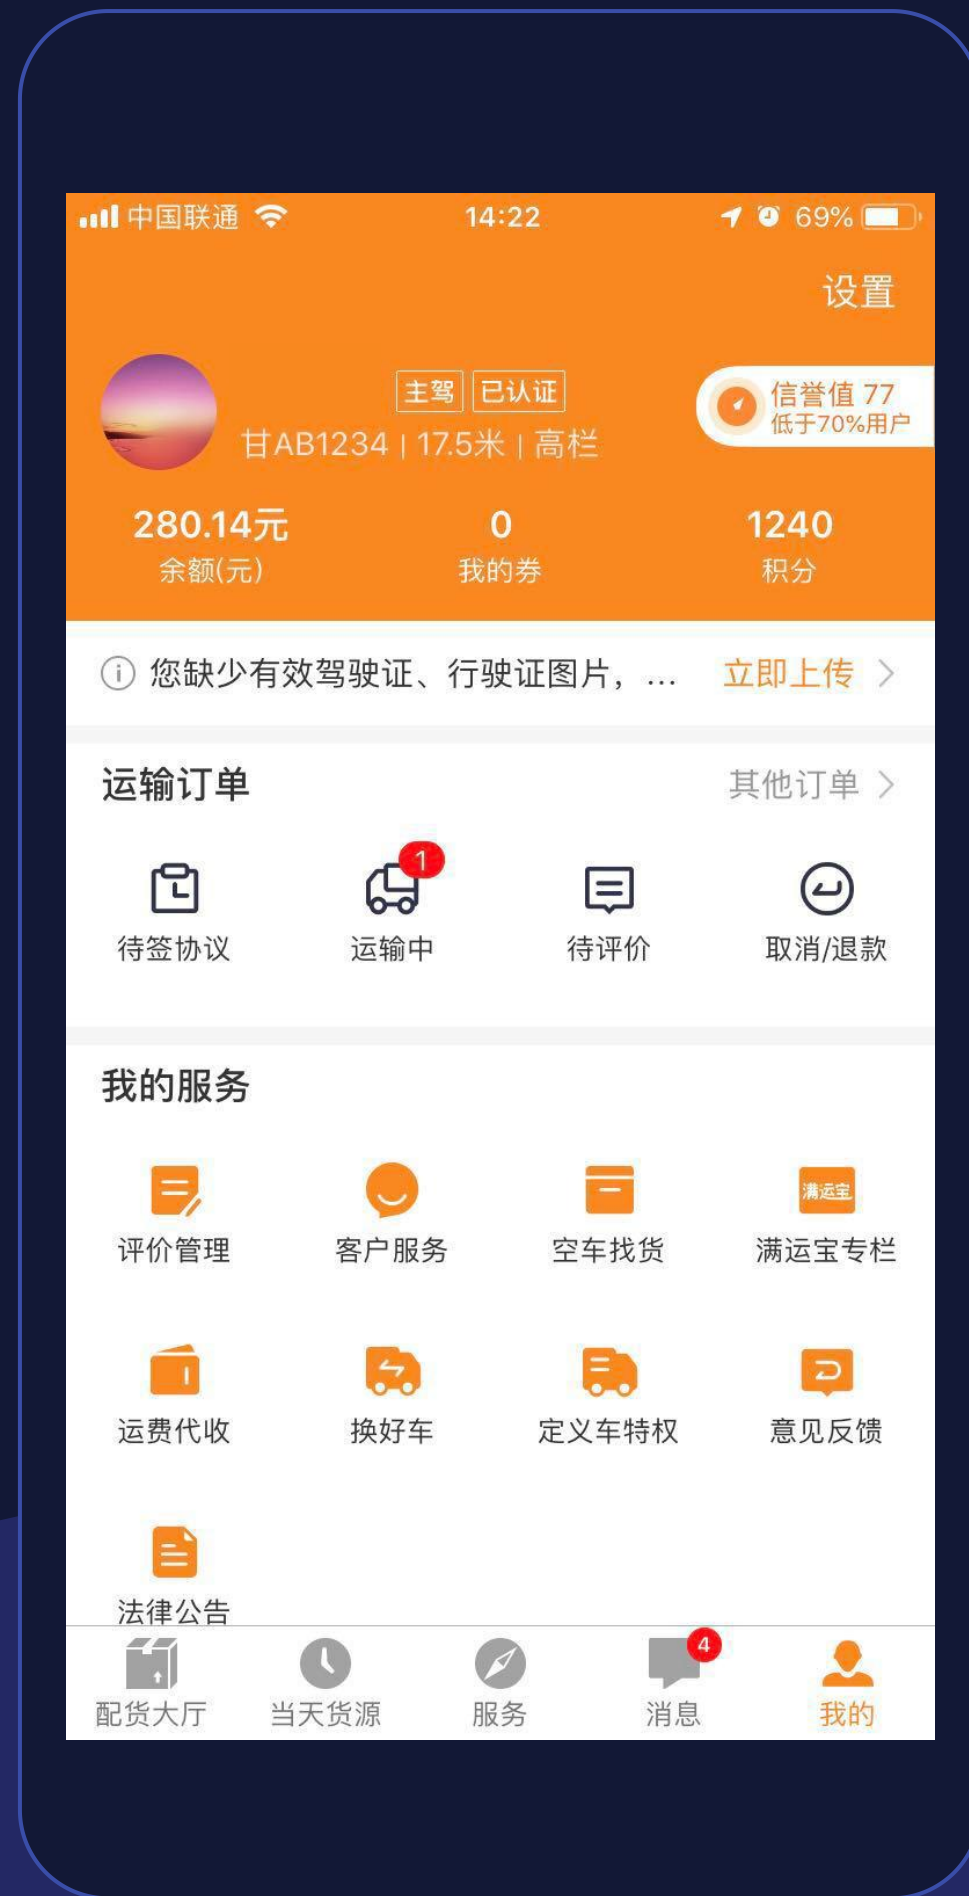 中国联通 14:22 69%
设置
主驾 已认证
甘AB1234 | 17.5米 | 高栏
信誉值 77
低于70%用户
280.14元 0 1240
余额(元) 我的券 积分
您缺少有效驾驶证、行驶证图片，... 立即上传
运输订单 其他订单
1
待签协议 运输中 待评价 取消/退款
我的服务
满运宝
评价管理 客户服务 空车找货 满运宝专栏
运费代收 换好车 定义车特权 意见反馈
法律公告
4
配货大厅 当天货源 服务 消息 我的